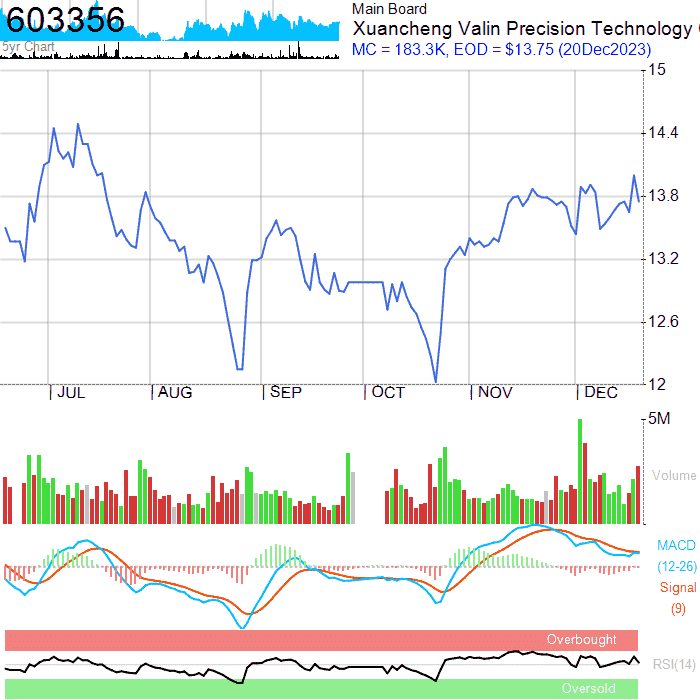 603356
5yr Chart
Main Board
Xuancheng Valin Precision Technology
MC = 183.3K, EOD = $13.75 (20Dec2023)
15
14.4
13.8
13.2
12.6
12
JUL AUG SEP OCT NOV DEC
5M
Volume
MACD
(12-26)
Signal
(9)
Overbought
RSI(14)
Oversold